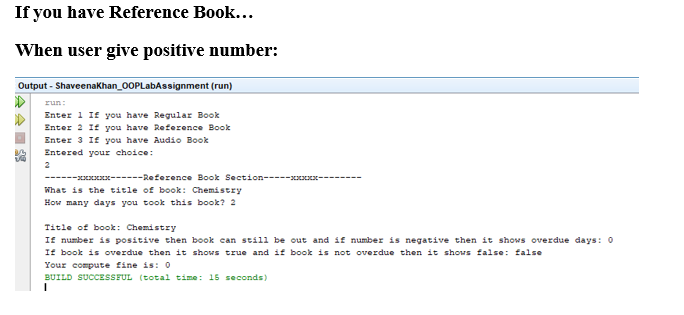 If you have Reference Book…
When user give positive number:
Output - ShaveenaKhan_OOPLabAssignment (run)
run:
Enter 1 If you have Regular Book
Enter 2 If you have Reference Book
Enter 3 If you have Audio Book
Entered your choice:
2
------xxxxxx------Reference Book Section-----xxxxx--------
What is the title of book: Chemistry
How many days you took this book? 2
Title of book: Chemistry
If number is positive then book can still be out and if number is negative then it shows overdue days: 0
If book is overdue then it shows true and if book is not overdue then it shows false: false
Your compute fine is: 0
BUILD SUCCESSFUL (total time: 15 seconds)